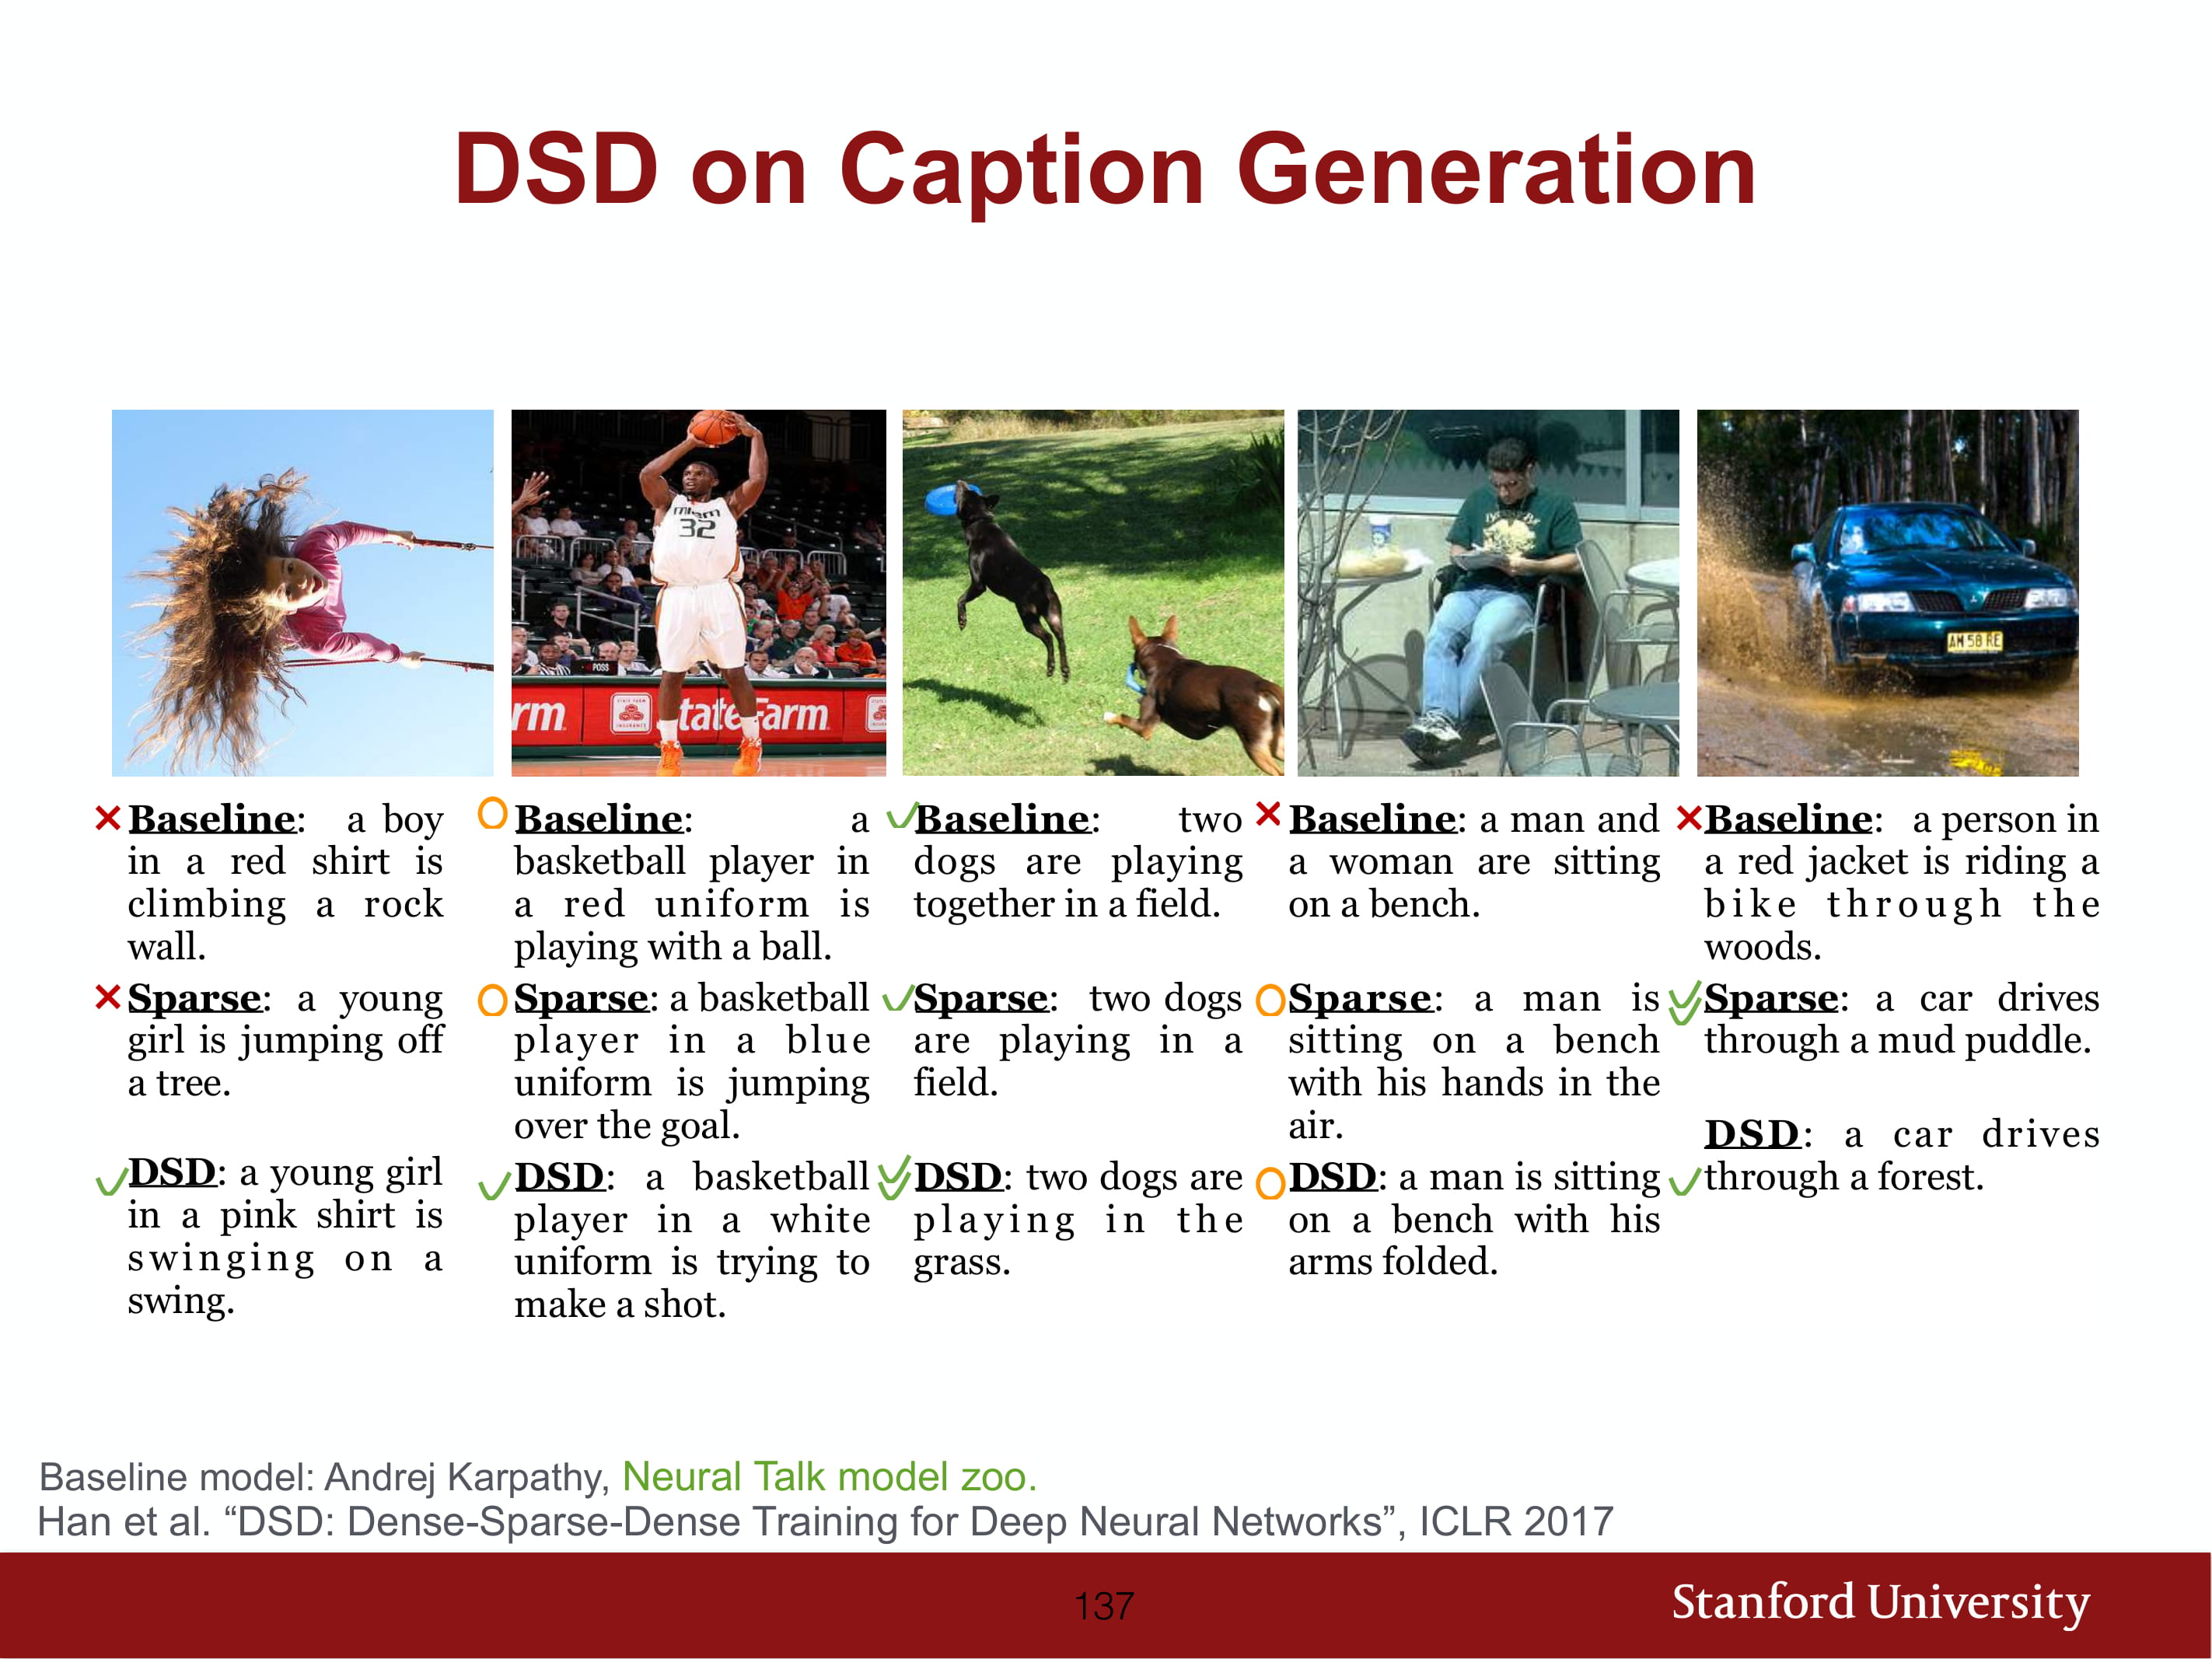 DSD on Caption Generation
MIAMI
32
POSS
rm
StateFarm
AM 58 RE
Baseline: a boy
in a red shirt is
climbing a rock
wall.
Sparse: a young
girl is jumping off
a tree.
DSD: a young girl
in a pink shirt is
swinging on a
swing.
Baseline: a
basketball player in
a red uniform is
playing with a ball.
Sparse: a basketball
player in a blue
uniform is jumping
over the goal.
DSD: a basketball
player in a white
uniform is trying to
make a shot.
Baseline: two
dogs are playing
together in a field.
Sparse: two dogs
are playing in a
field.
DSD: two dogs are
playing in the
grass.
Baseline: a man and
a woman are sitting
on a bench.
Sparse: a man is
sitting on a bench
with his hands in the
air.
DSD: a man is sitting
on a bench with his
arms folded.
Baseline: a person in
a red jacket is riding a
bike through the
woods.
Sparse: a car drives
through a mud puddle.
DSD: a car drives
through a forest.
Baseline model: Andrej Karpathy, Neural Talk model zoo.
Han et al. “DSD: Dense-Sparse-Dense Training for Deep Neural Networks”, ICLR 2017
137
Stanford University